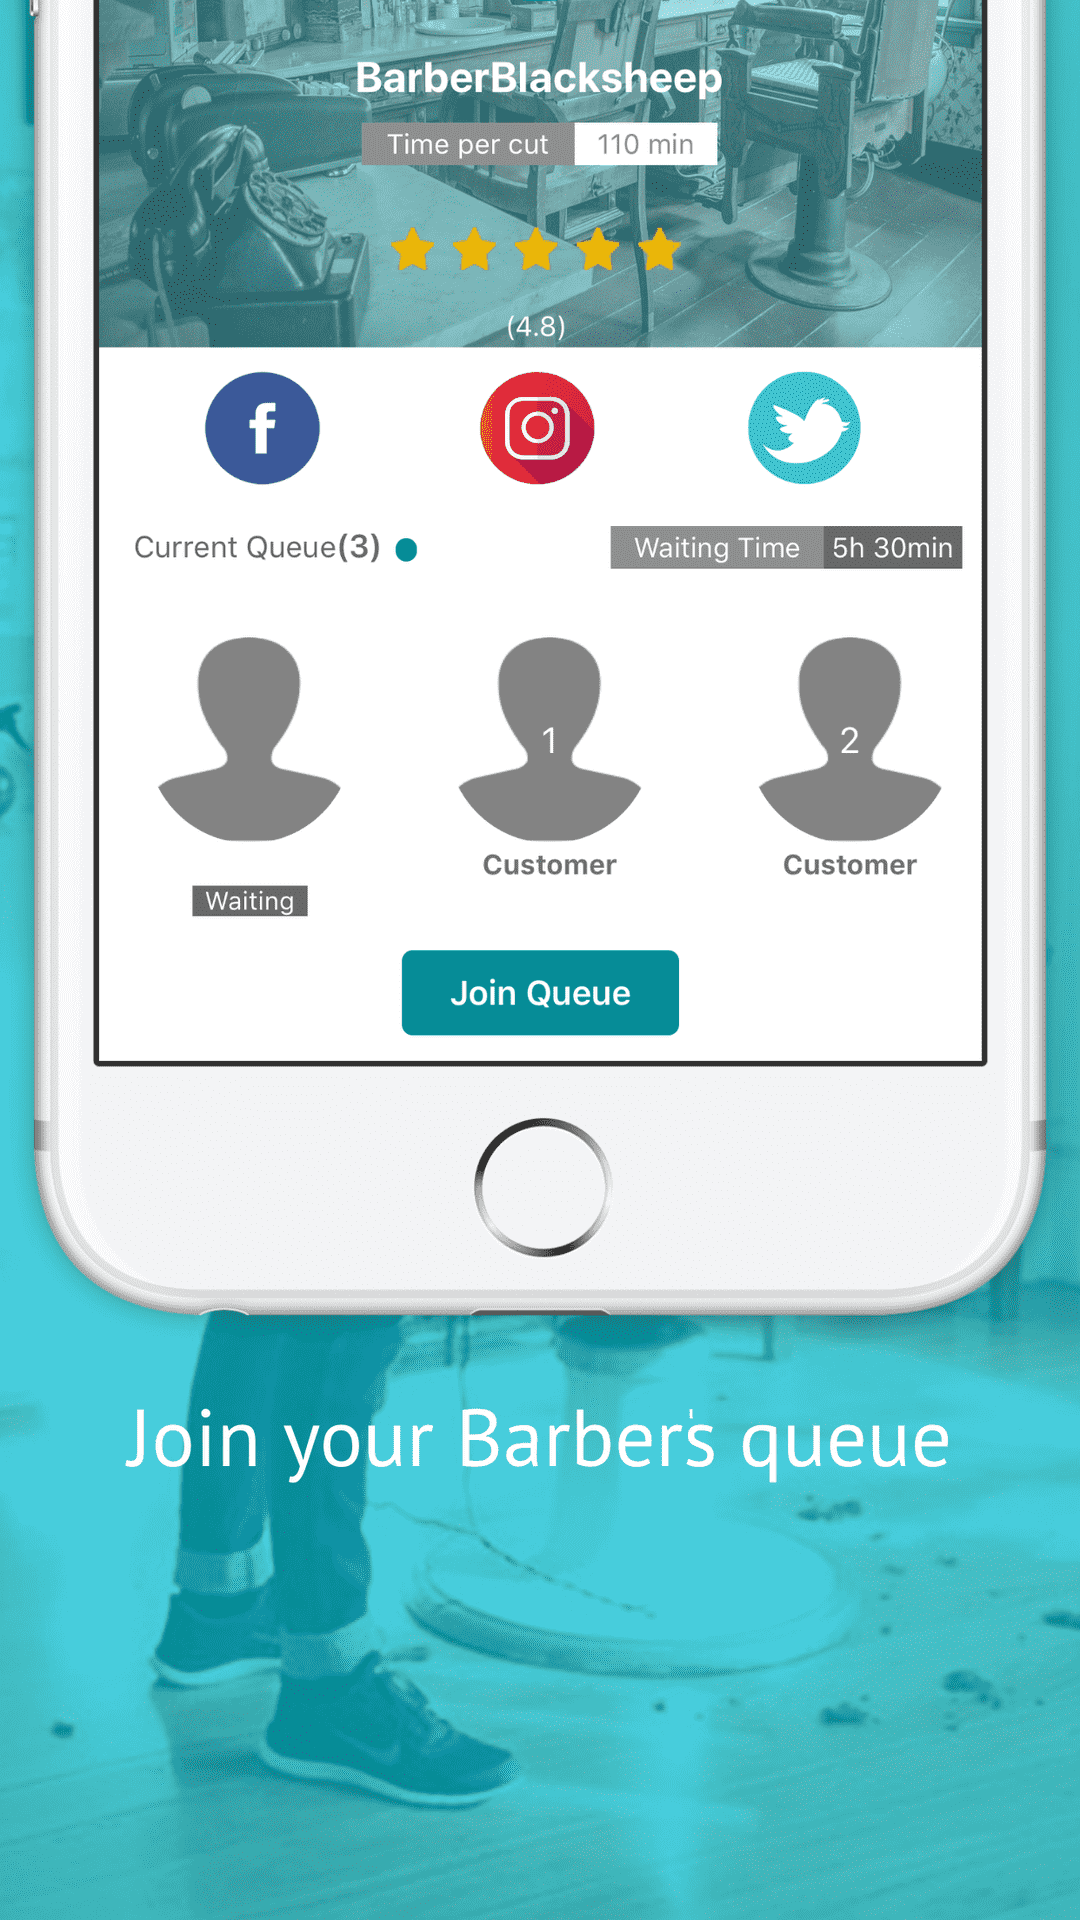 BarberBlacksheep
Time per cut 110 min
(4.8)
Current Queue(3)
Waiting Time 5h 30min
1 2
Customer Customer
Waiting
Join Queue
Join your Barber's queue